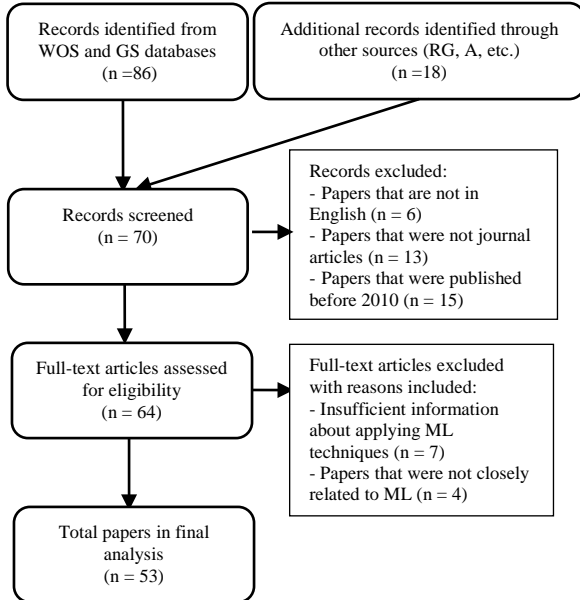 Records identified from
WOS and GS databases
(n =86)
Additional records identified through
other sources (RG, A, etc.)
(n =18)
Records screened
(n = 70)
Records excluded:
- Papers that are not in
English (n = 6)
- Papers that were not journal
articles (n = 13)
- Papers that were published
before 2010 (n = 15)
Full-text articles assessed
for eligibility
(n = 64)
Full-text articles excluded
with reasons included:
- Insufficient information
about applying ML
techniques (n = 7)
- Papers that were not closely
related to ML (n = 4)
Total papers in final
analysis
(n = 53)